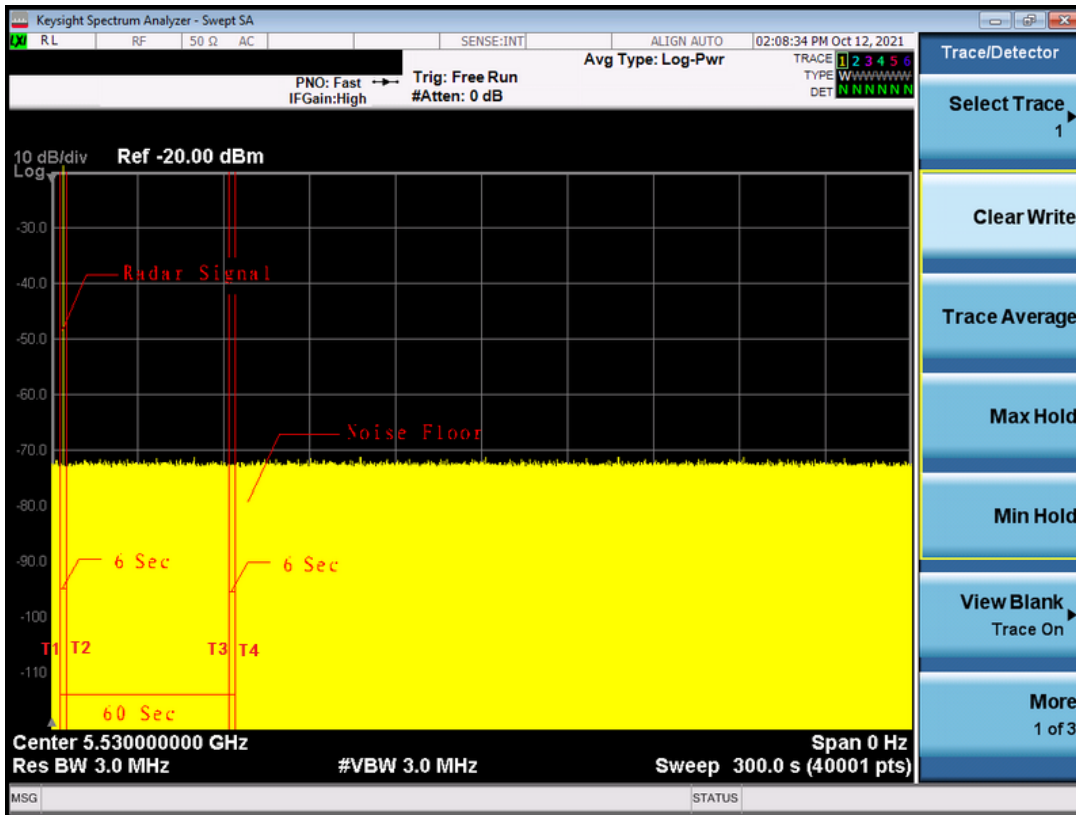 Keysight Spectrum Analyzer - Swept SA
LXI RL RF 50 Ω AC SENSE:INT ALIGN AUTO 02:08:34 PM Oct 12, 2021
Avg Type: Log-Pwr
TRACE 1 2 3 4 5 6
PNO: Fast Trig: Free Run
TYPE WWWWWW
IFGain:High #Atten: 0 dB
DET N N N N N N
10 dB/div Ref -20.00 dBm
Log
-30.0
Radar Signal
-40.0
-50.0
-60.0
Noise Floor
-70.0
-80.0
-90.0
6 Sec 6 Sec
-100
T1 T2 T3 T4
-110
60 Sec
Center 5.530000000 GHz Span 0 Hz
Res BW 3.0 MHz #VBW 3.0 MHz Sweep 300.0 s (40001 pts)
MSG STATUS
Trace/Detector
Select Trace
1
Clear Write
Trace Average
Max Hold
Min Hold
View Blank
Trace On
More
1 of 3